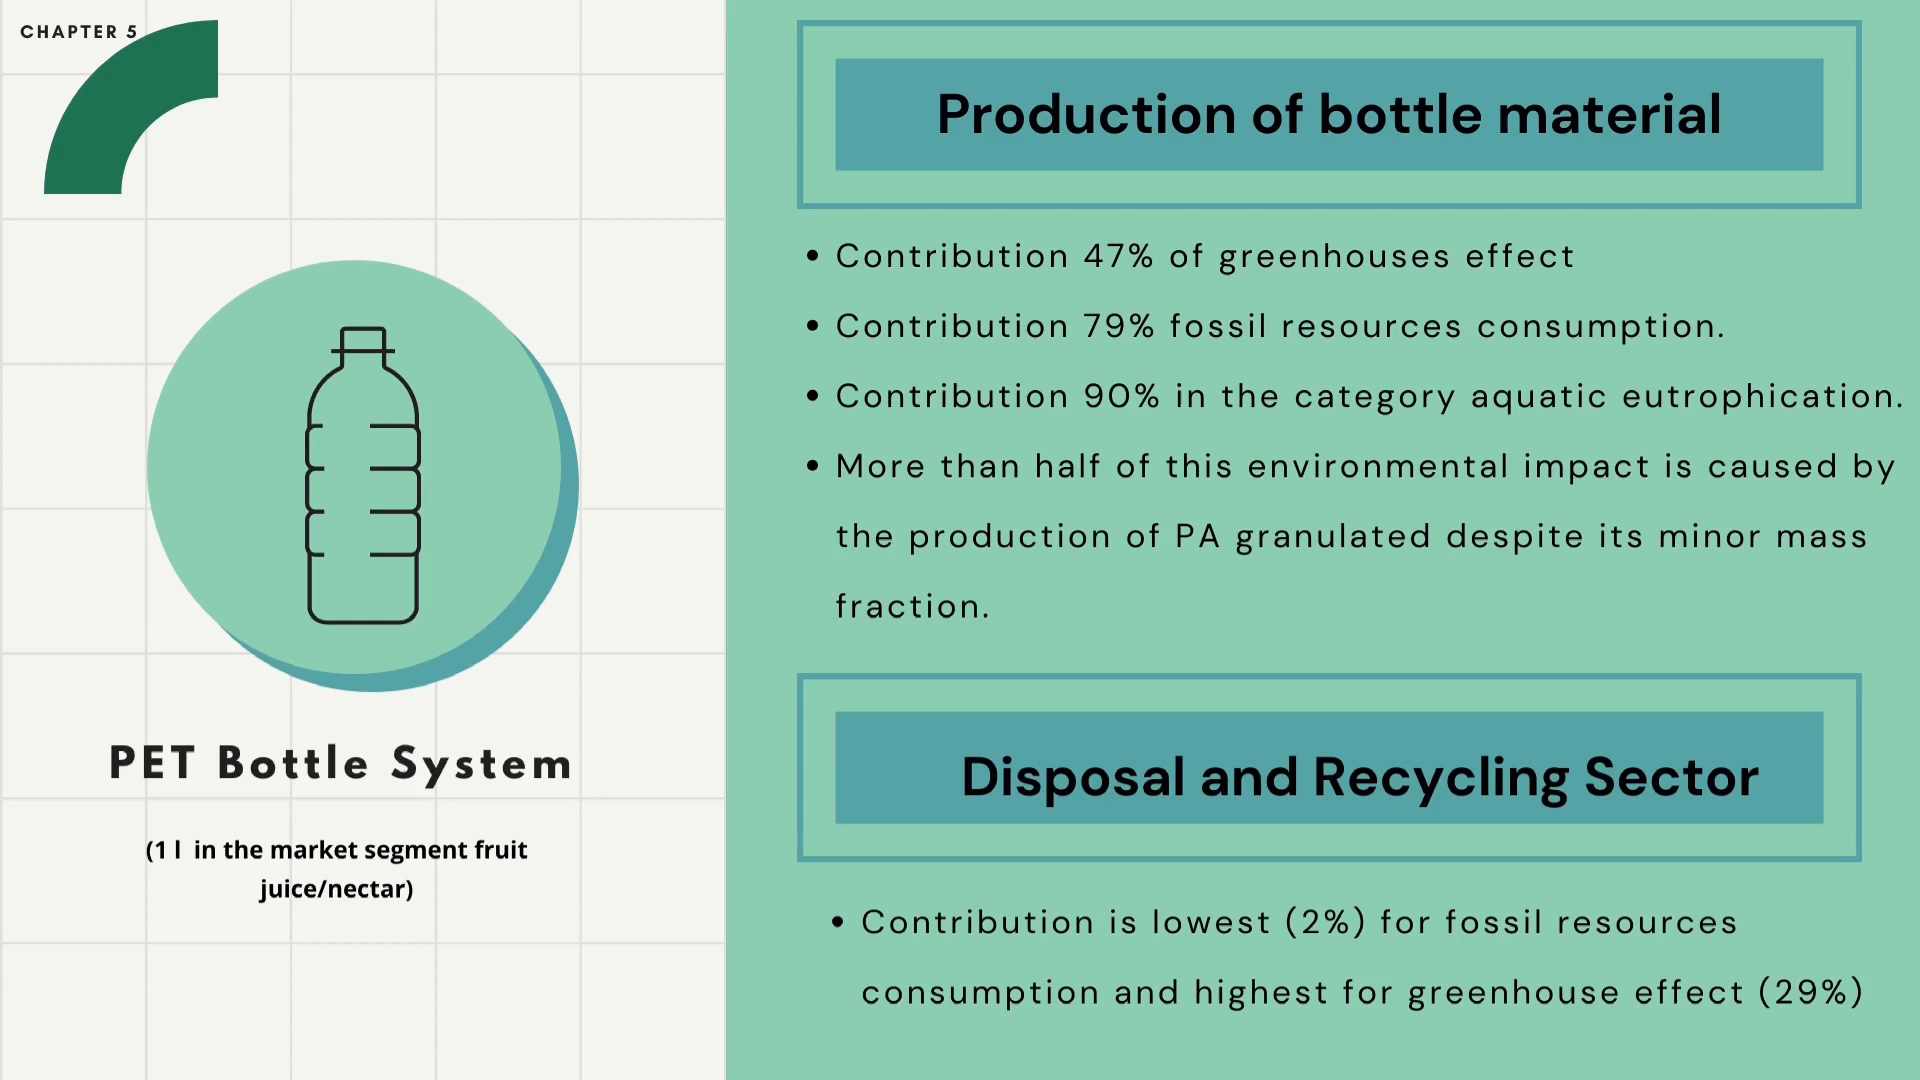 CHAPTER 5
PET Bottle System
(1 l  in the market segment fruit
juice/nectar)
Production of bottle material
• Contribution 47% of greenhouses effect
• Contribution 79% fossil resources consumption.
• Contribution 90% in the category aquatic eutrophication.
• More than half of this environmental impact is caused by
the production of PA granulated despite its minor mass
fraction.
Disposal and Recycling Sector
• Contribution is lowest (2%) for fossil resources
consumption and highest for greenhouse effect (29%)